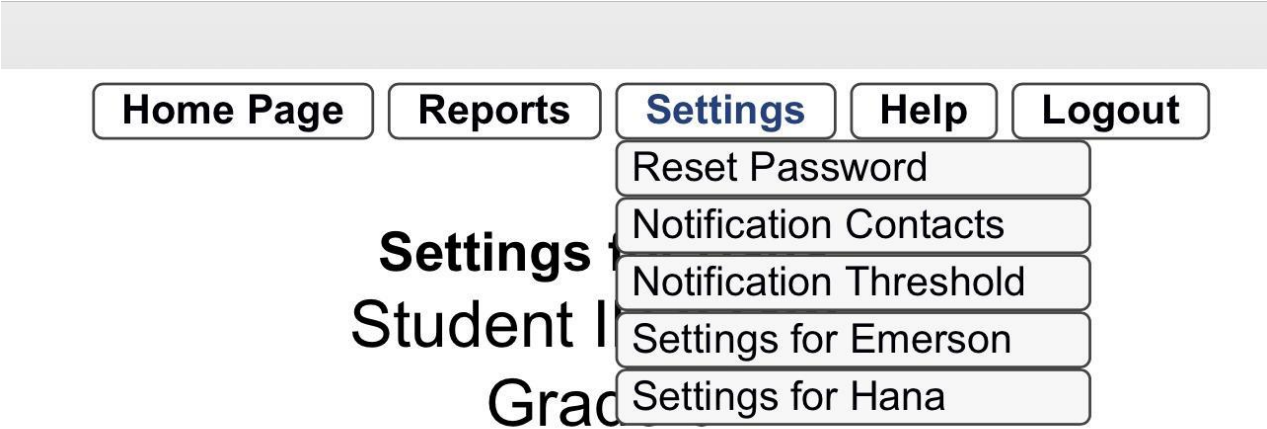 Home Page Reports Settings Help Logout
Reset Password
Notification Contacts
Settings
Notification Threshold
Student
Settings for Emerson
Settings for Hana